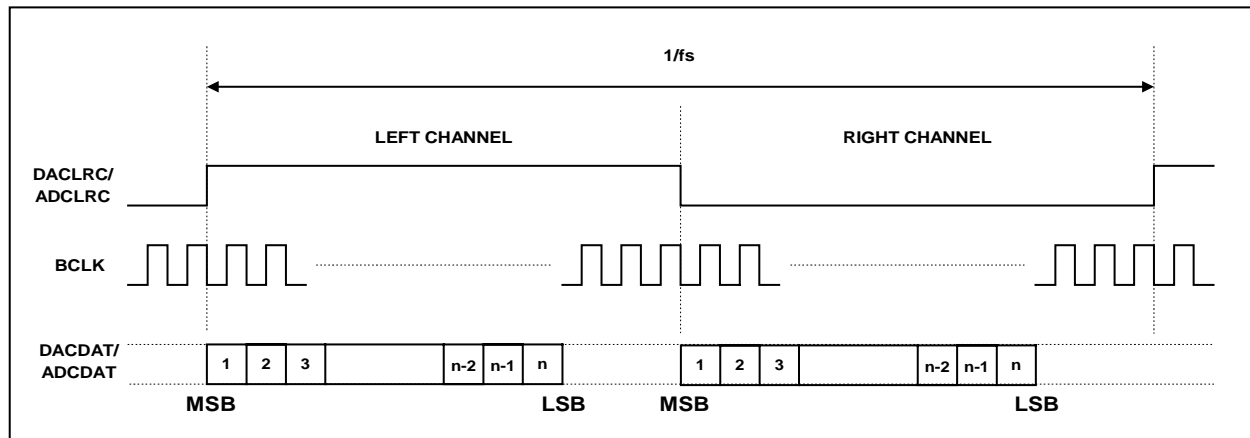 1/fs
LEFT CHANNEL
RIGHT CHANNEL
DACLRC/
ADCLRC
BCLK
DACDAT/
ADCDAT
1 2 3 n-2 n-1 n 1 2 3 n-2 n-1 n
MSB LSB MSB LSB